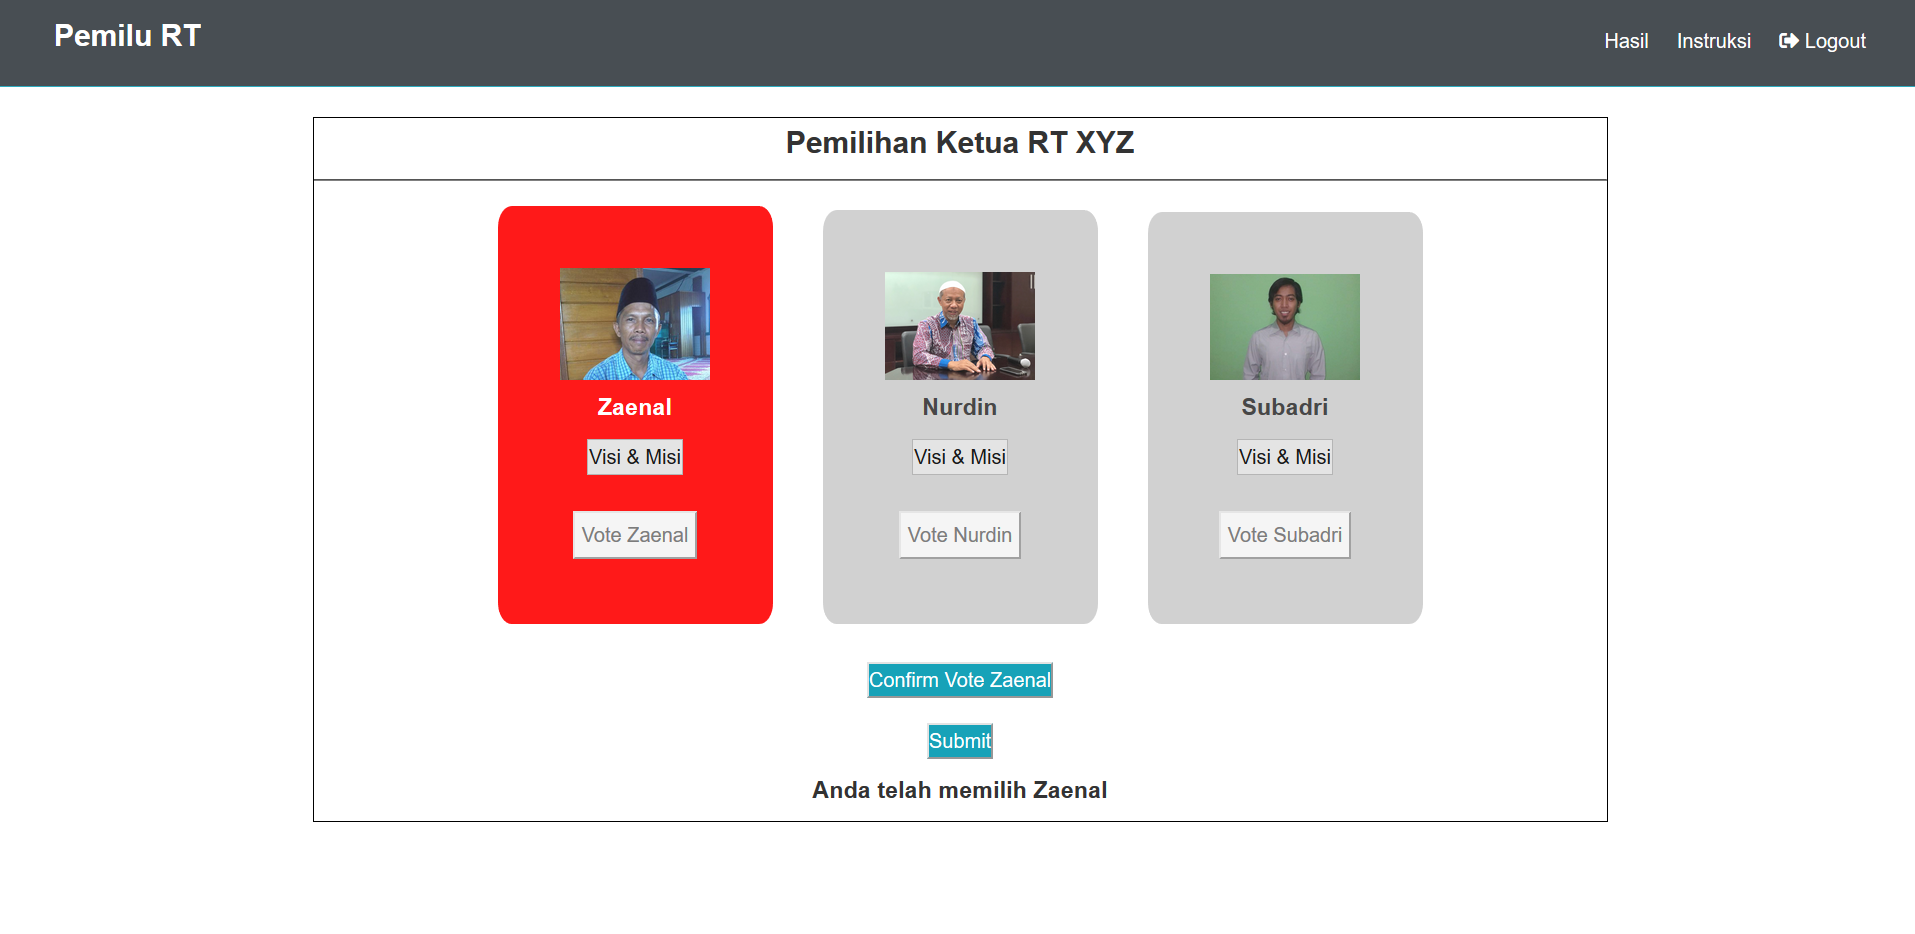 Pemilu RT
Hasil Instruksi Logout
Pemilihan Ketua RT XYZ
Zaenal
Visi & Misi
Vote Zaenal
Nurdin
Visi & Misi
Vote Nurdin
Subadri
Visi & Misi
Vote Subadri
Confirm Vote Zaenal
Submit
Anda telah memilih Zaenal